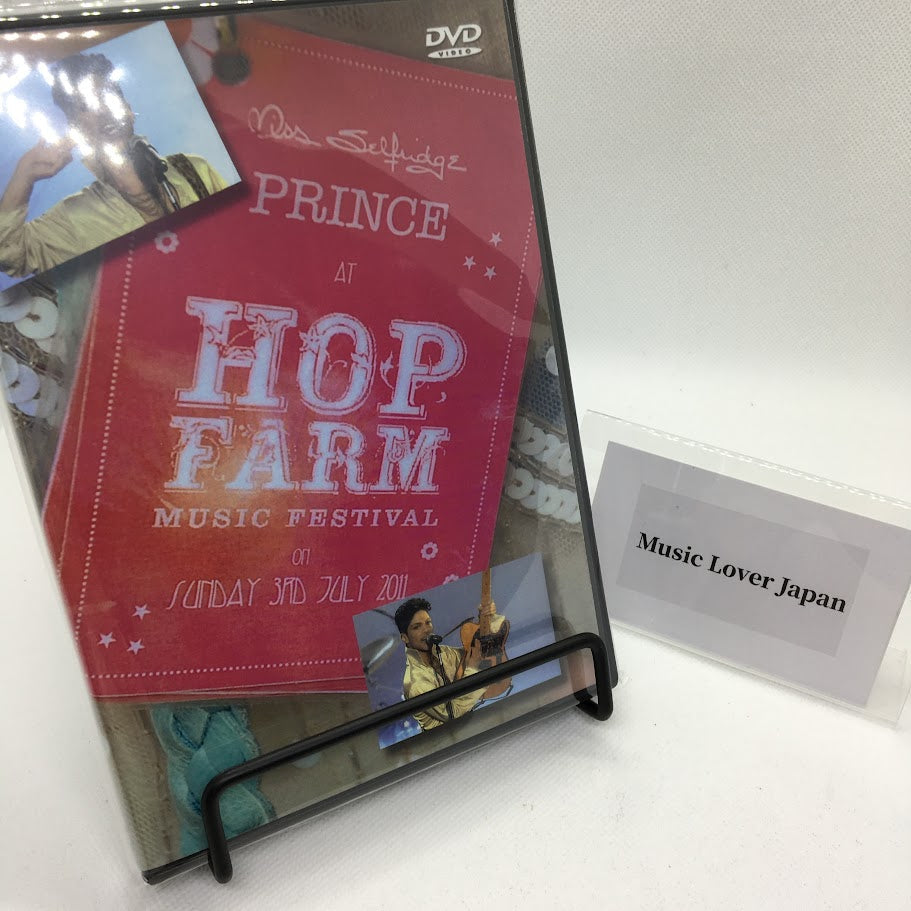 DVD
VIDEO
Miss Selfridge
PRINCE
AT
HOP
FARM
MUSIC FESTIVAL
on
SUNDAY 3RD JULY 2011
Music Lover Japan